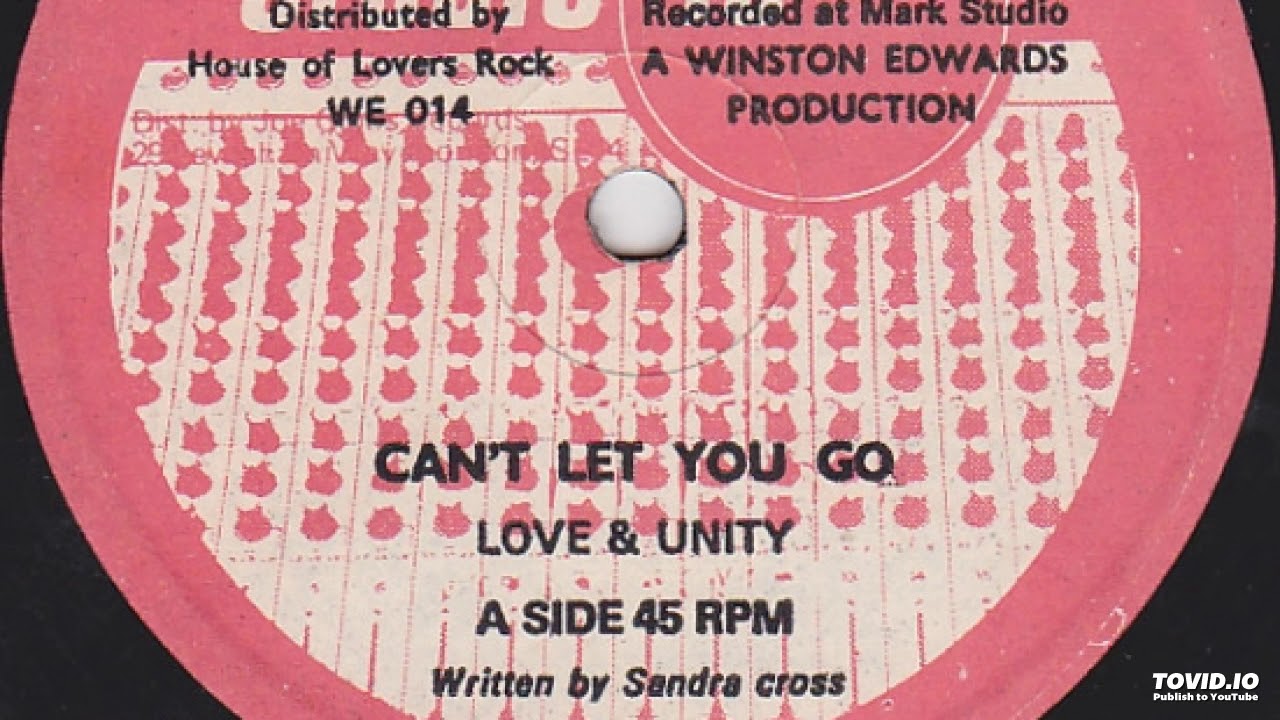 Distributed by
House of Lovers Rock
WE 014
Recorded at Mark Studio
A WINSTON EDWARDS
PRODUCTION
CAN'T LET YOU GO
LOVE & UNITY
A SIDE 45 RPM
Written by Sandra cross
TOVID.IO
Publish to YouTube